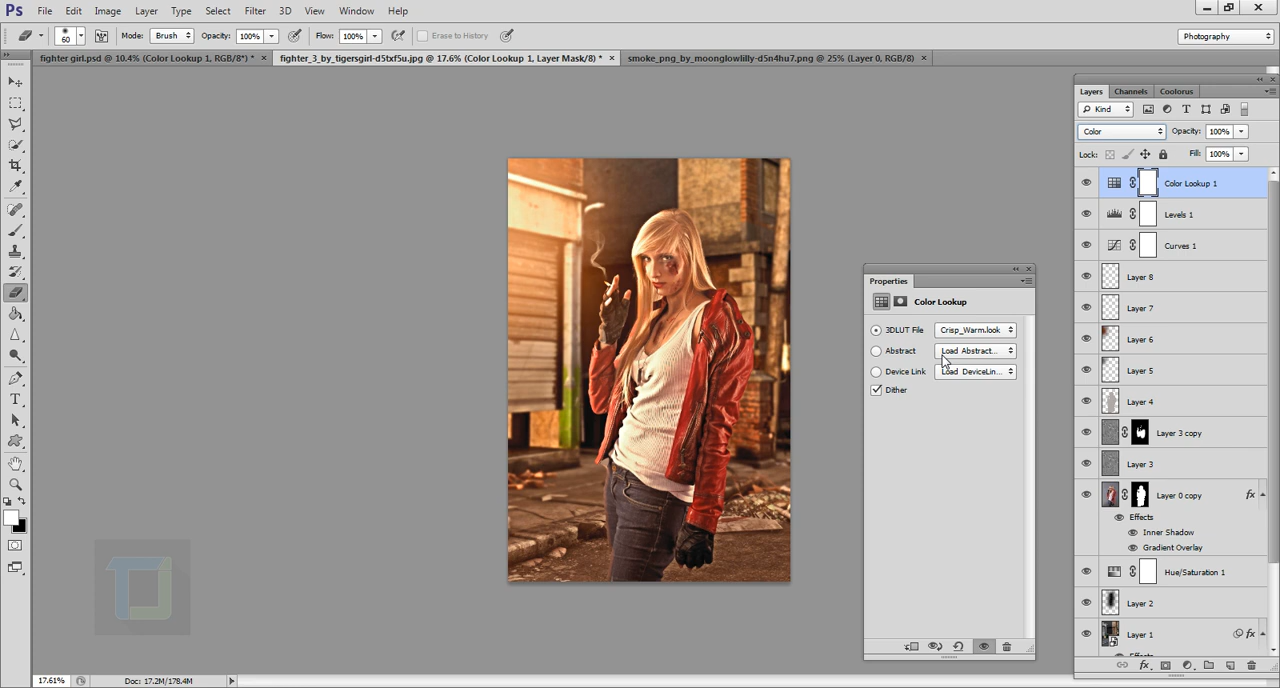 Ps File Edit Image Layer Type Select Filter 3D View Window Help
60 Mode: Brush Opacity: 100% Flow: 100% Erase to History Photography
fighter girl.psd @ 10.4% (Color Lookup 1, RGB/8*) * × fighter_3_by_tigersgirl-d5txf5u.jpg @ 17.6% (Color Lookup 1, Layer Mask/8) * × smoke_png_by_moonglowlilly-d5n4hu7.png @ 25% (Layer 0, RGB/8) ×
Layers Channels Coolorus
Kind
Color Opacity: 100%
Lock: Fill: 100%
Color Lookup 1
Levels 1
Curves 1
Layer 8
Layer 7
Layer 6
Layer 5
Layer 4
Layer 3 copy
Layer 3
Layer 0 copy fx
Effects
Inner Shadow
Gradient Overlay
Hue/Saturation 1
Layer 2
Layer 1 fx
Properties
Color Lookup
3DLUT File Crisp_Warm.look
Abstract Load Abstract...
Device Link Load DeviceLin...
Dither
17.61% Doc: 17.2M/178.4M